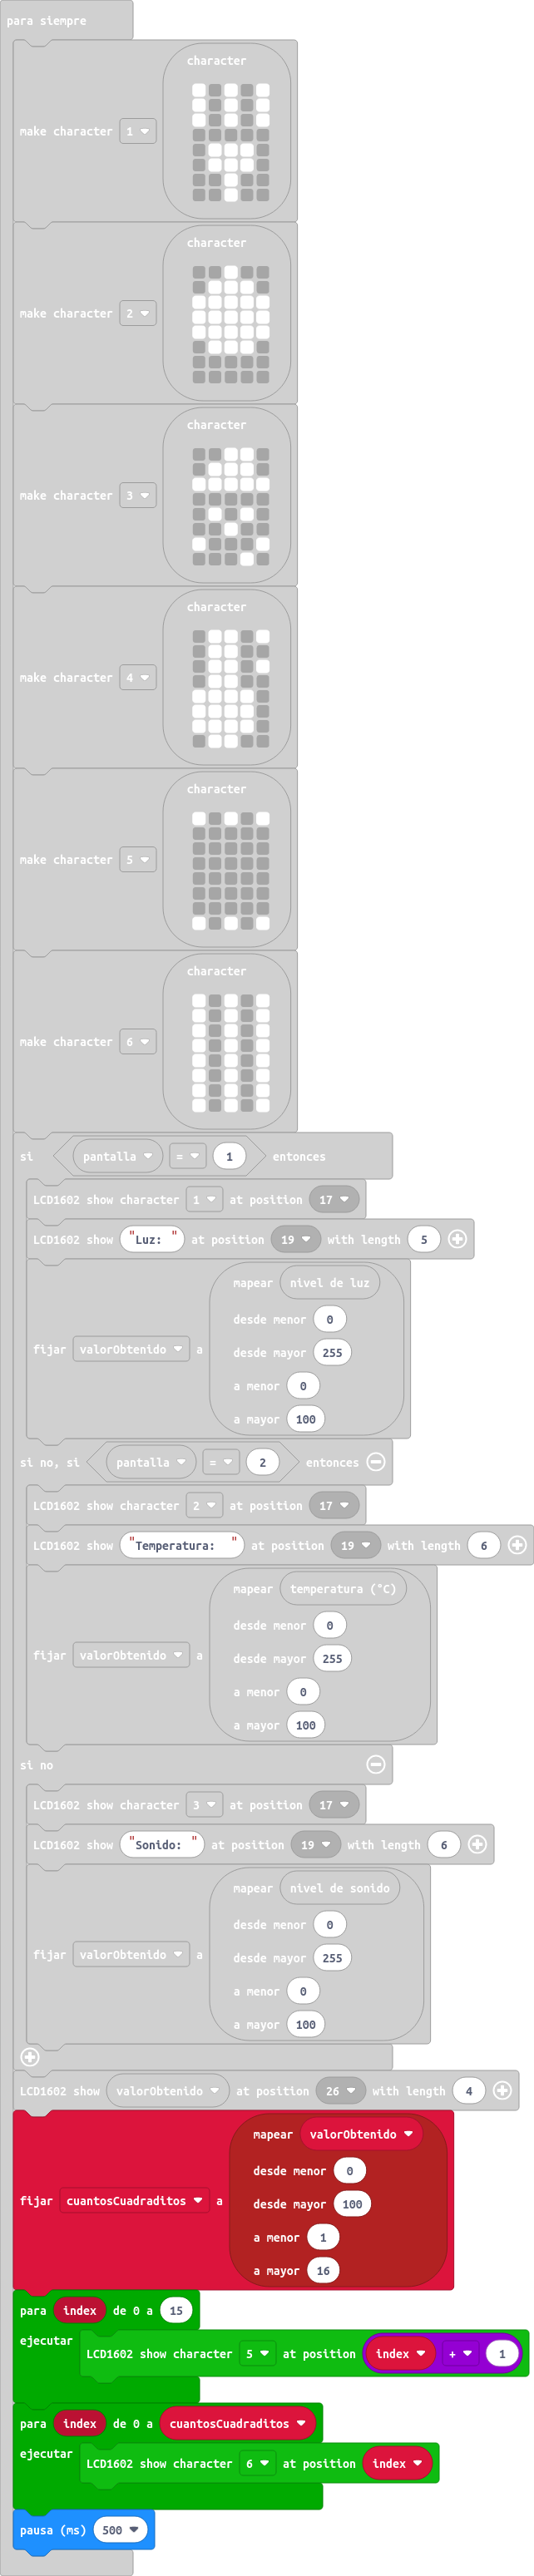 para siempre
character
make character 1
character
make character 2
character
make character 3
character
make character 4
character
make character 5
character
make character 6
si pantalla = 1 entonces
LCD1602 show character 1 at position 17
LCD1602 show "Luz: " at position 19 with length 5
mapear nivel de luz
desde menor 0
desde mayor 255
fijar valorObtenido a
a menor 0
a mayor 100
si no, si pantalla = 2 entonces
LCD1602 show character 2 at position 17
LCD1602 show "Temperatura: " at position 19 with length 6
mapear temperatura (°C)
desde menor 0
desde mayor 255
fijar valorObtenido a
a menor 0
a mayor 100
si no
LCD1602 show character 3 at position 17
LCD1602 show "Sonido: " at position 19 with length 6
mapear nivel de sonido
desde menor 0
desde mayor 255
fijar valorObtenido a
a menor 0
a mayor 100
LCD1602 show valorObtenido at position 26 with length 4
mapear valorObtenido
desde menor 0
desde mayor 100
fijar cuantosCuadraditos a
a menor 1
a mayor 16
para index de 0 a 15
ejecutar
LCD1602 show character 5 at position index + 1
para index de 0 a cuantosCuadraditos
ejecutar
LCD1602 show character 6 at position index
pausa (ms) 500